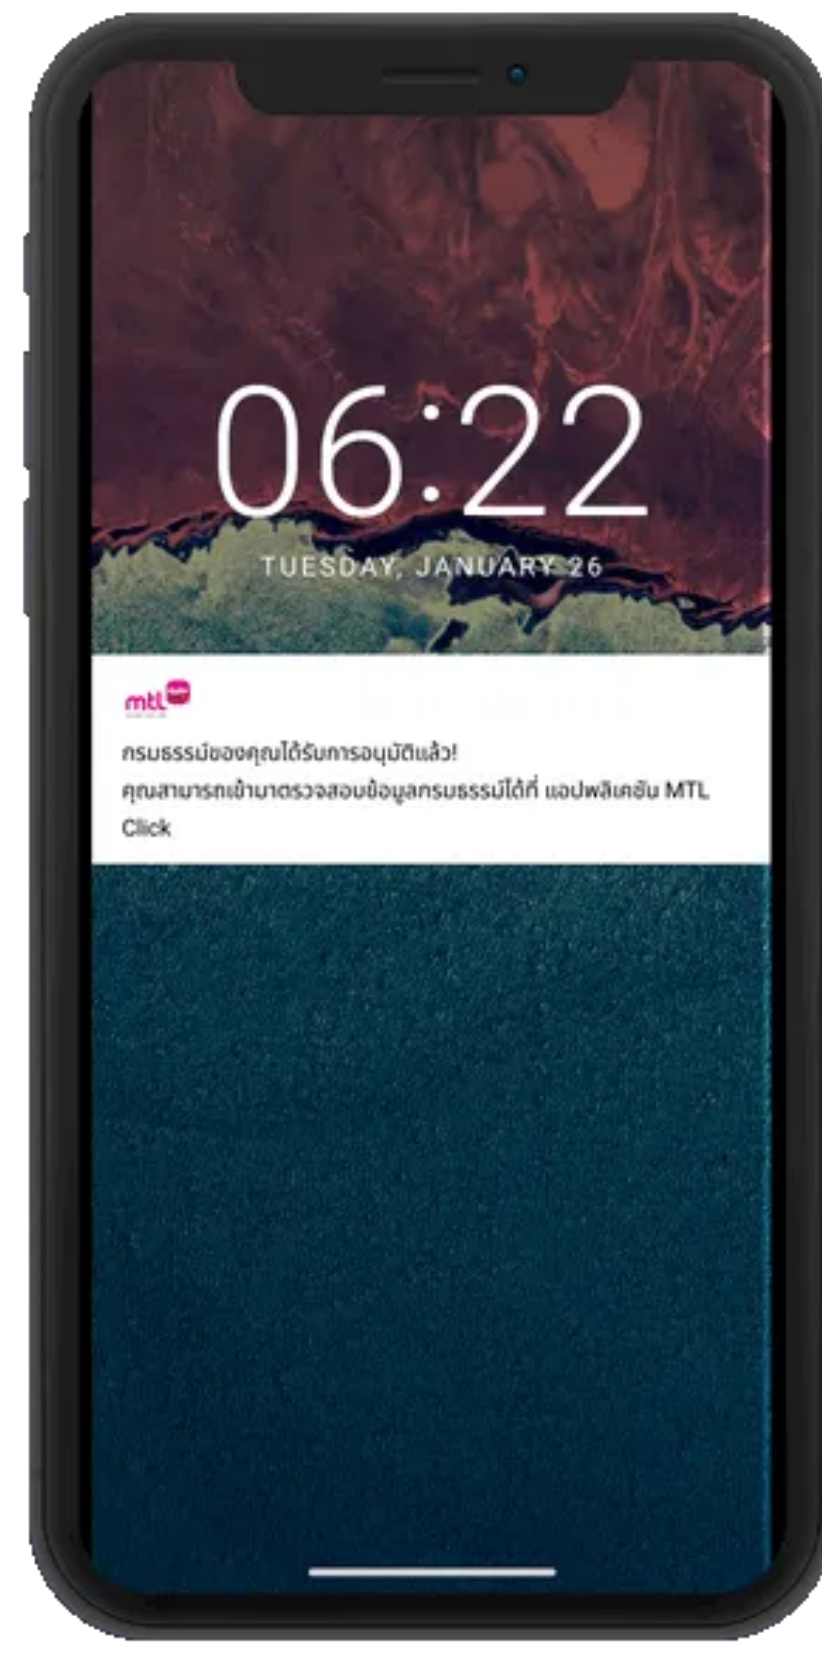 06:22
TUESDAY, JANUARY 26
mtl
กรมธรรม์ของคุณได้รับการอนุมัติแล้ว!
คุณสามารถเข้ามาตรวจสอบข้อมูลกรมธรรม์ได้ที่ แอปพลิเคชัน MTL
Click